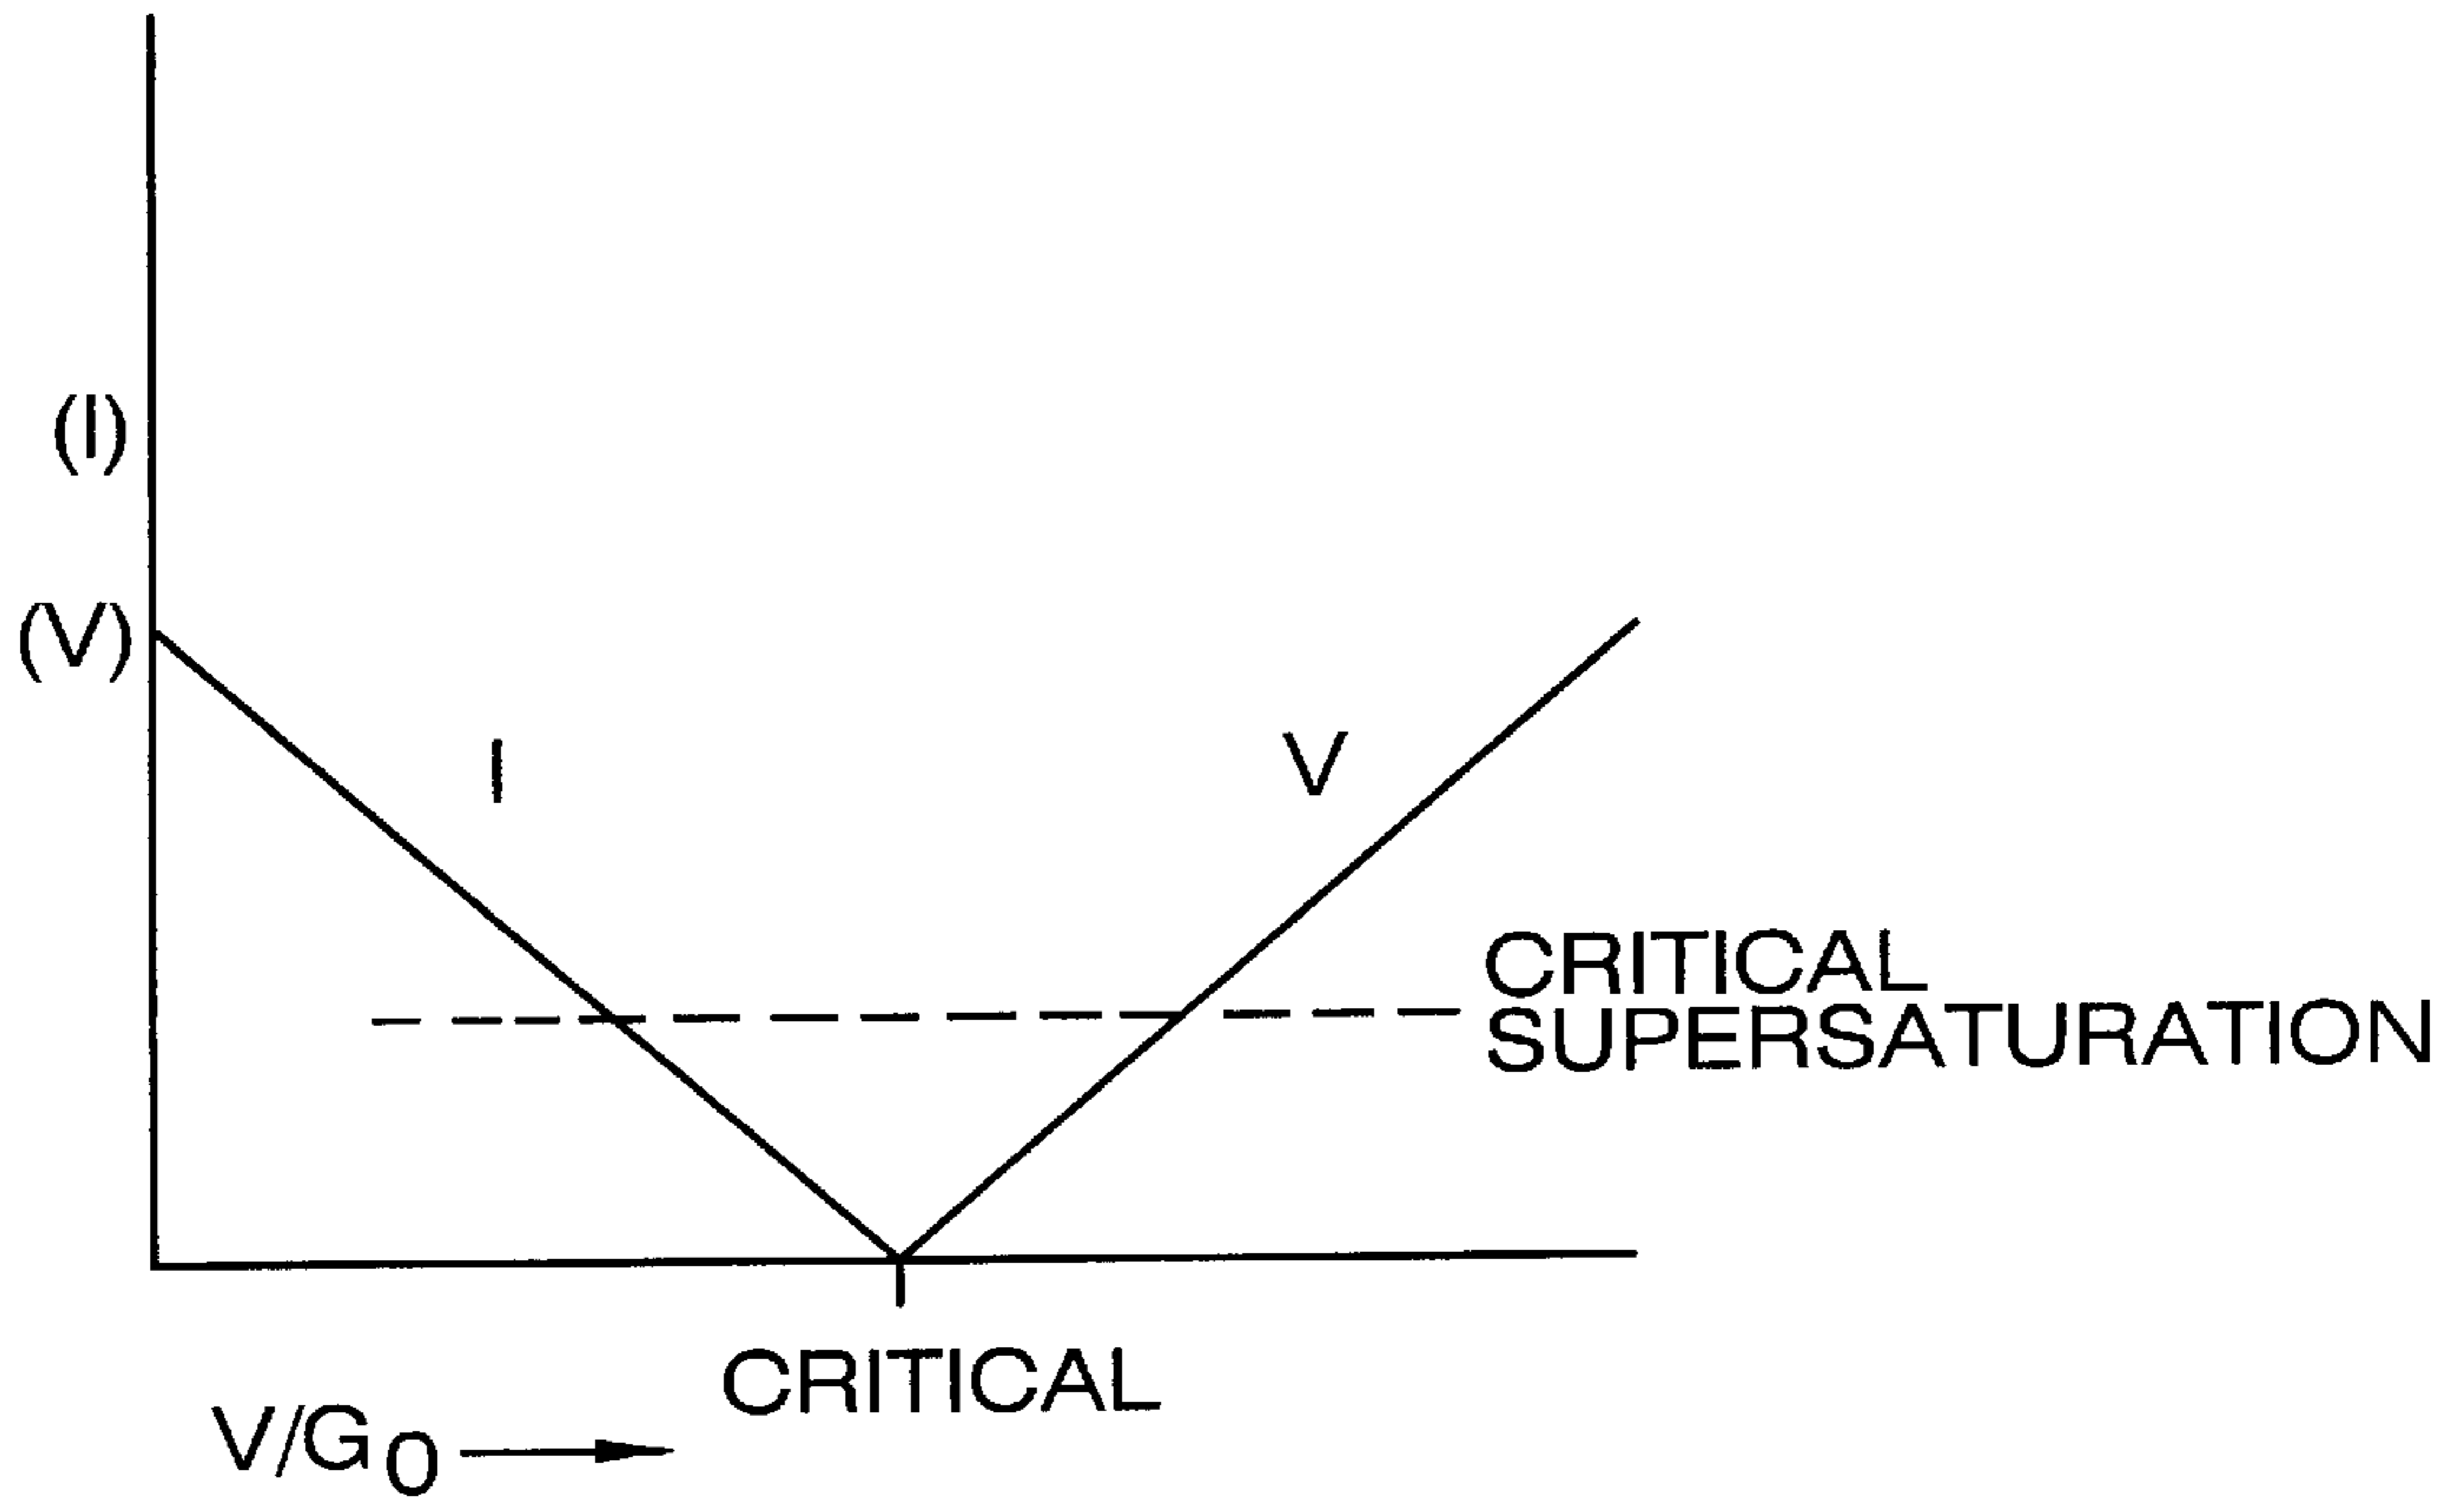 (I)
(V)
I
V
CRITICAL
SUPERSATURATION
CRITICAL
V/G0